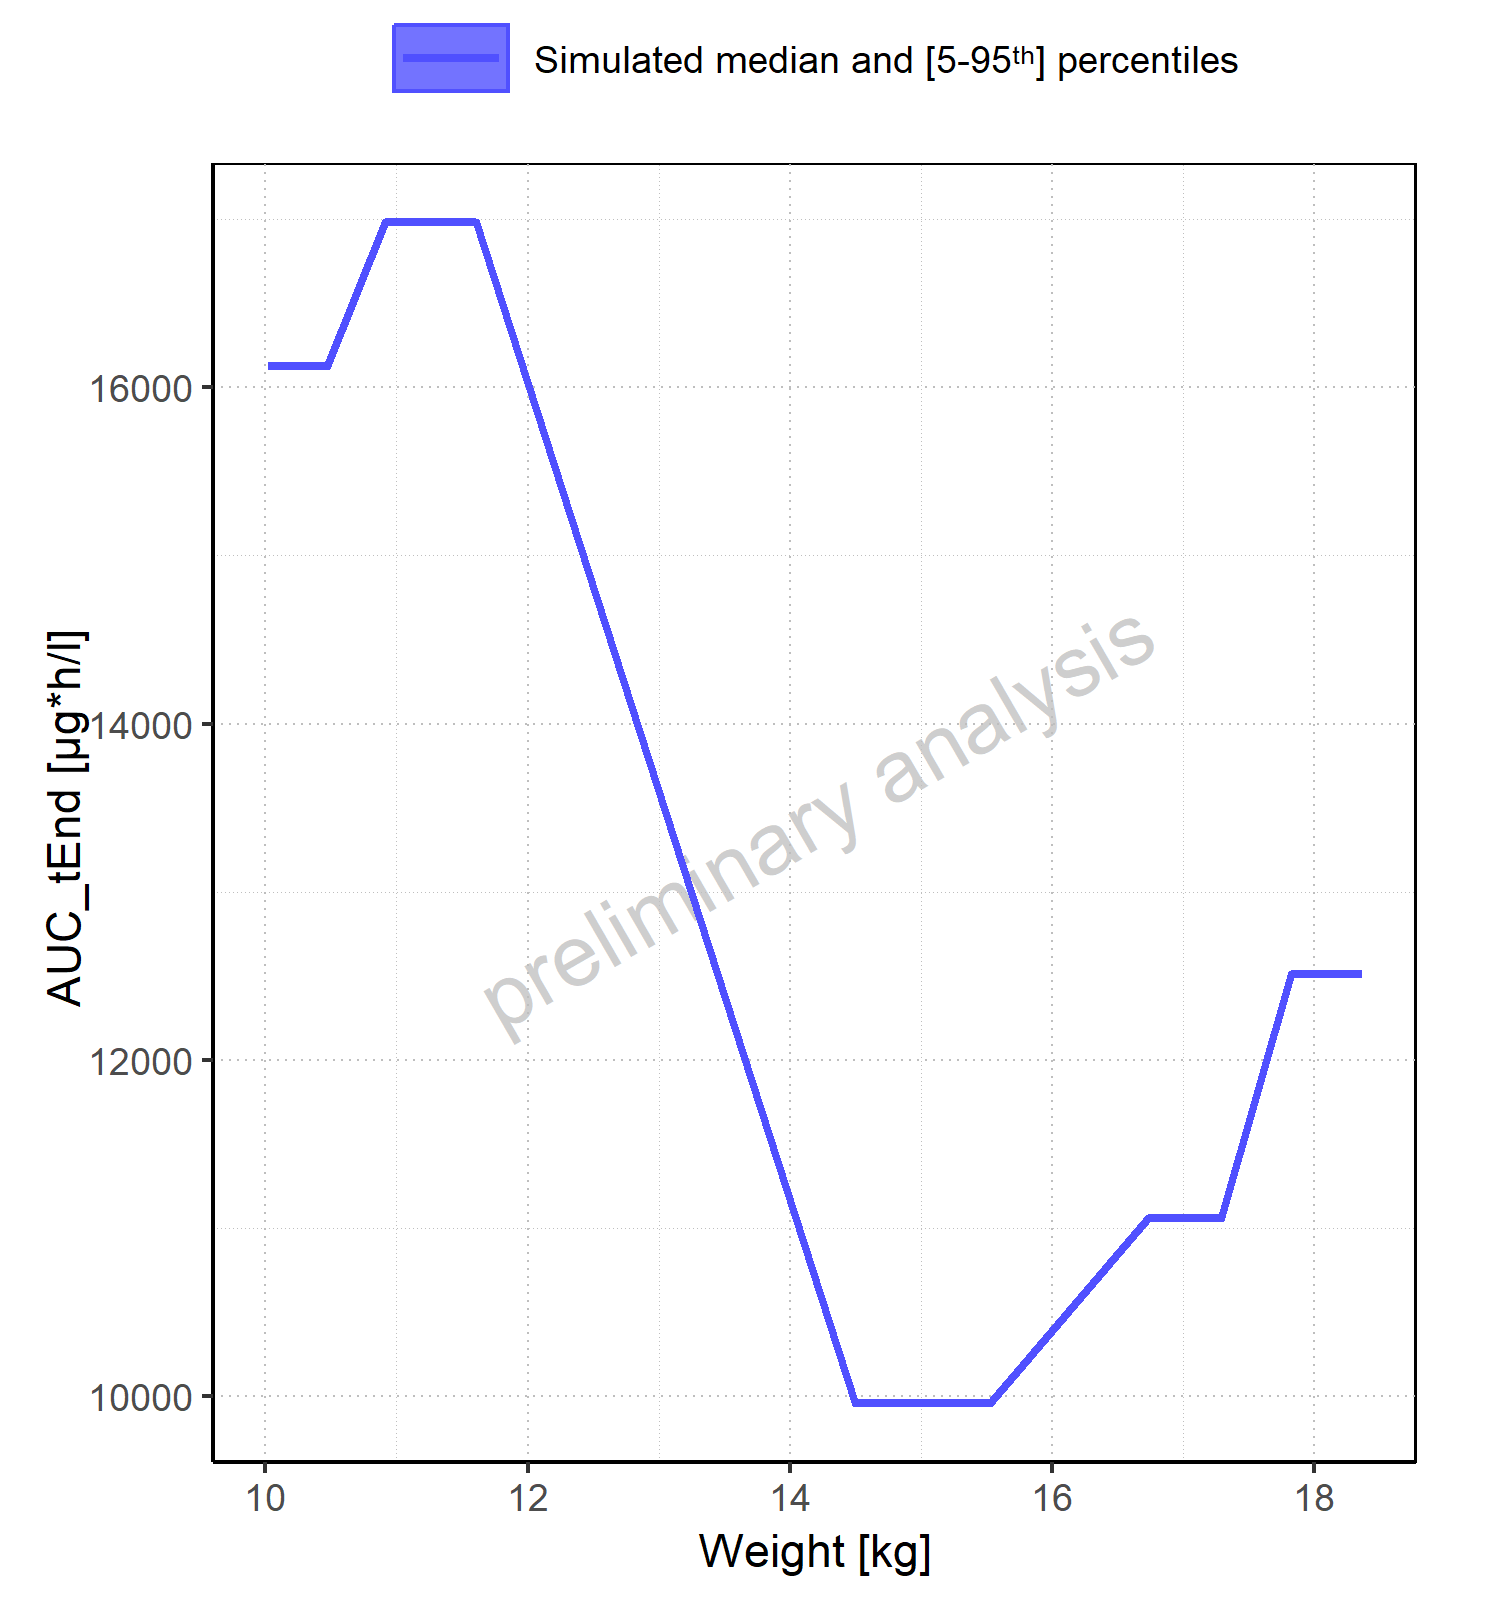 Simulated median and [5-95th] percentiles
AUC_tEnd [µg*h/l]
16000
14000
12000
10000
preliminary analysis
10 12 14 16 18
Weight [kg]